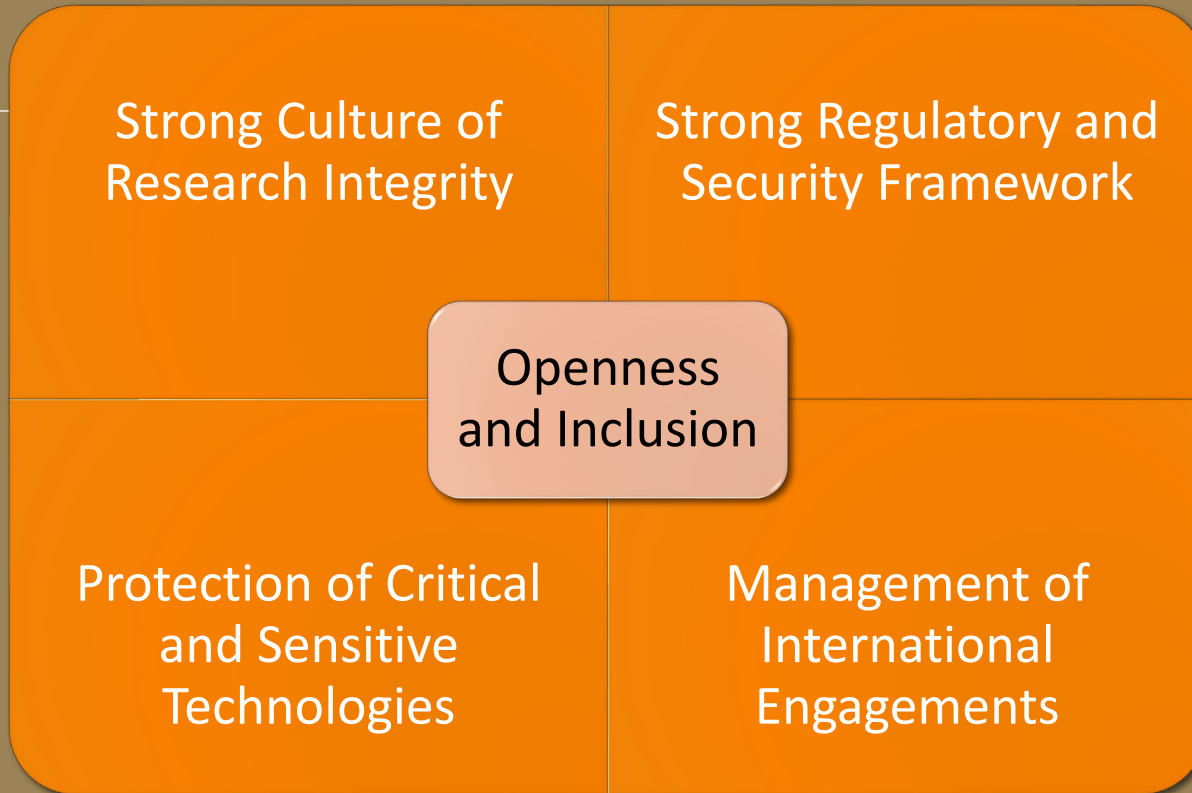 Strong Culture of
Research Integrity
Strong Regulatory and
Security Framework
Openness
and Inclusion
Protection of Critical
and Sensitive
Technologies
Management of
International
Engagements